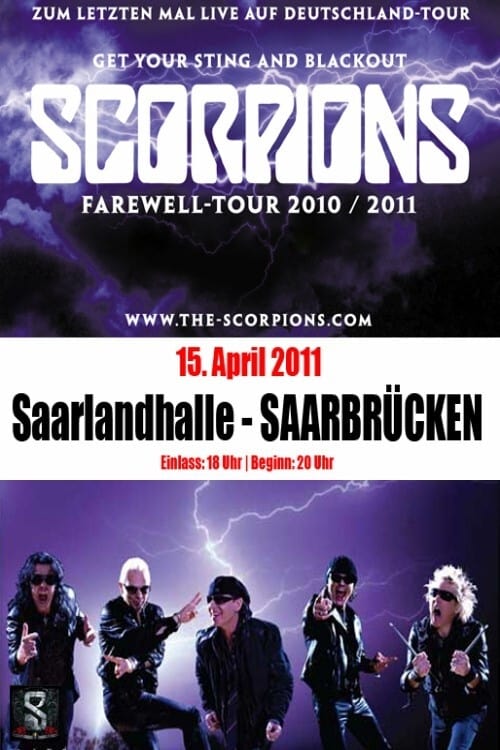 ZUM LETZTEN MAL LIVE AUF DEUTSCHLAND-TOUR
GET YOUR STING AND BLACKOUT
SCORPIONS
FAREWELL-TOUR 2010 / 2011
WWW.THE-SCORPIONS.COM
15. April 2011
Saarlandhalle - SAARBRÜCKEN
Einlass: 18 Uhr | Beginn: 20 Uhr